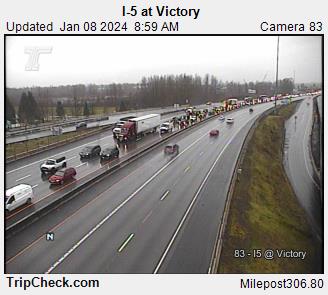 I-5 at Victory
Updated Jan 08 2024 8:59 AM Camera 83
T
N
83 - I5 @ Victory
TripCheck.com Milepost306.80